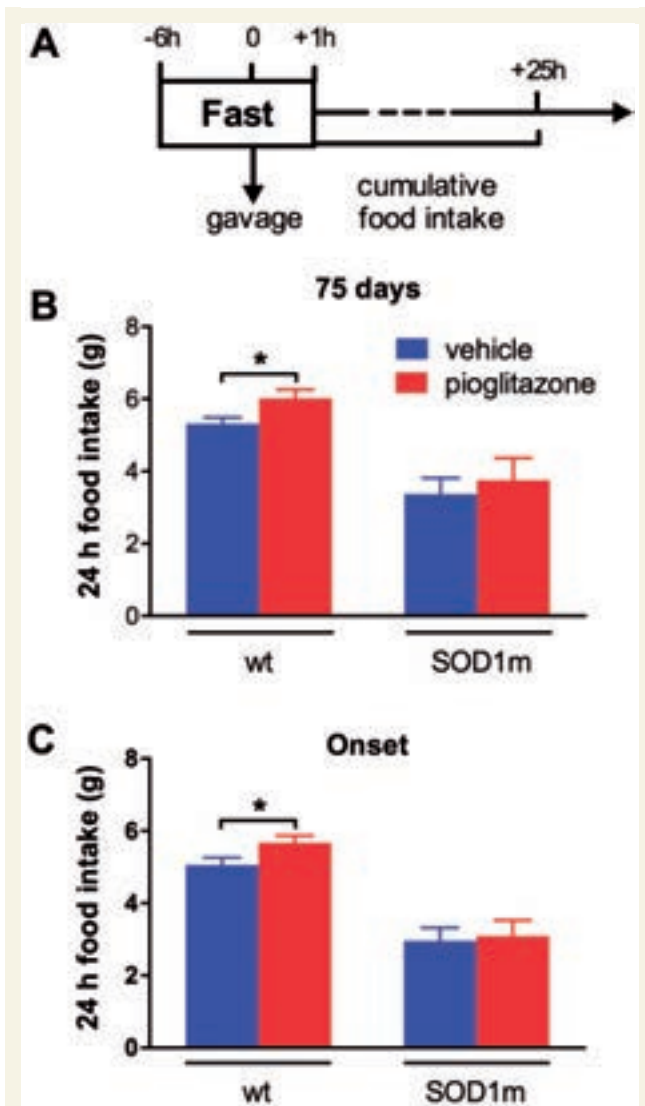 A
-6h 0 +1h
+25h
Fast
gavage
cumulative
food intake
B
75 days
24 h food intake (g)
8
6
4
2
0
*
vehicle
pioglitazone
wt SOD1m
C
Onset
24 h food intake (g)
8
6
4
2
0
*
wt SOD1m